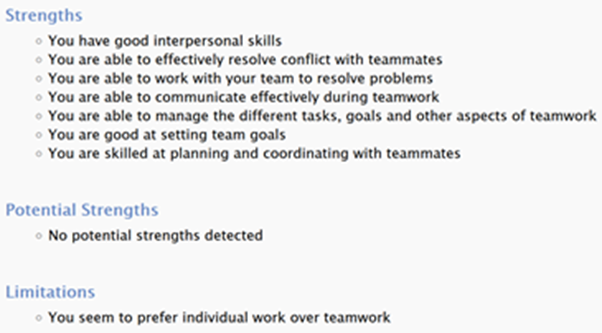 Strengths
You have good interpersonal skills
You are able to effectively resolve conflict with teammates
You are able to work with your team to resolve problems
You are able to communicate effectively during teamwork
You are able to manage the different tasks, goals and other aspects of teamwork
You are good at setting team goals
You are skilled at planning and coordinating with teammates
Potential Strengths
No potential strengths detected
Limitations
You seem to prefer individual work over teamwork